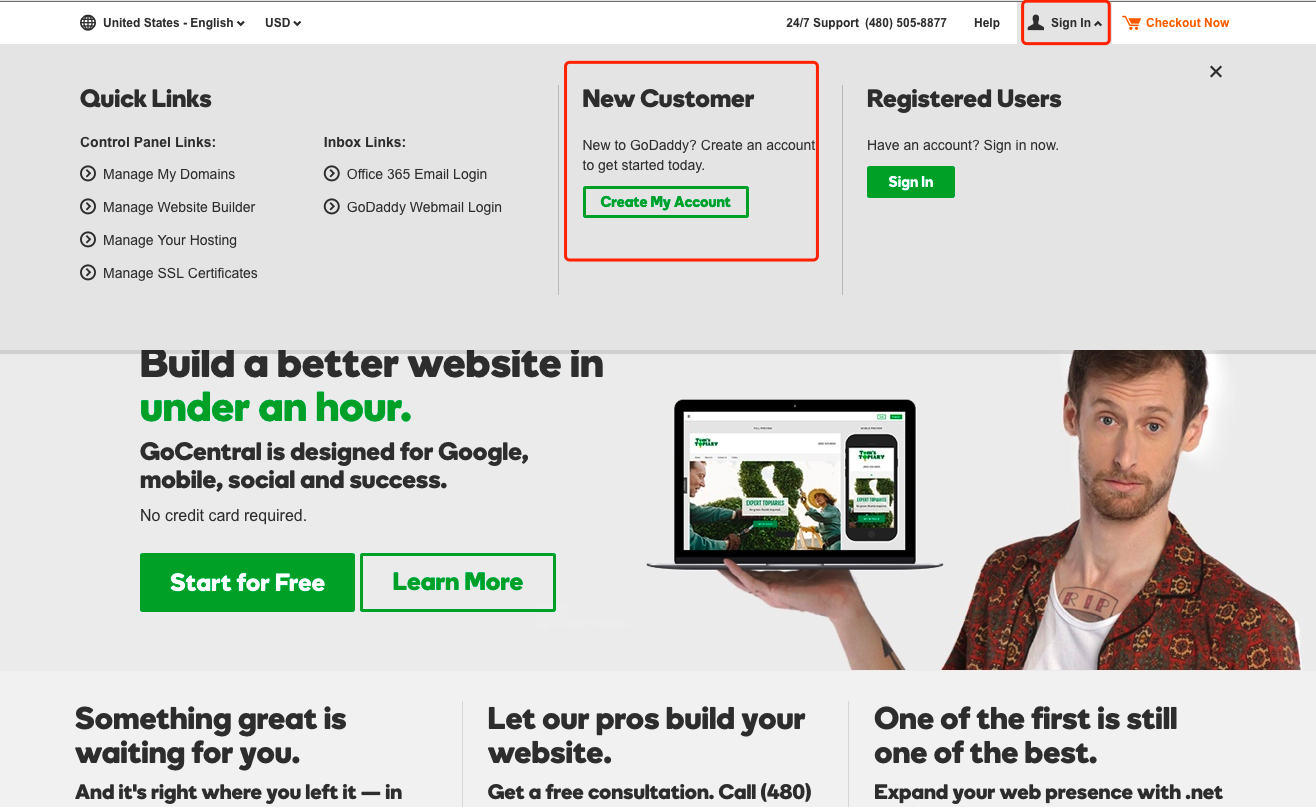 United States - English
USD
24/7 Support (480) 505-8877
Help
Sign In
Checkout Now
Quick Links
Control Panel Links:
Manage My Domains
Manage Website Builder
Manage Your Hosting
Manage SSL Certificates
Inbox Links:
Office 365 Email Login
GoDaddy Webmail Login
New Customer
New to GoDaddy? Create an account
to get started today.
Create My Account
Registered Users
Have an account? Sign in now.
Sign In
Build a better website in
under an hour.
GoCentral is designed for Google,
mobile, social and success.
No credit card required.
Start for Free
Learn More
Tom's
Topiary
EXPERT TOPIARIES
Tom's
Topiary
EXPERT TOPIARIES
RIP
Something great is
waiting for you.
And it's right where you left it — in
Let our pros build your
website.
Get a free consultation. Call (480)
One of the first is still
one of the best.
Expand your web presence with .net